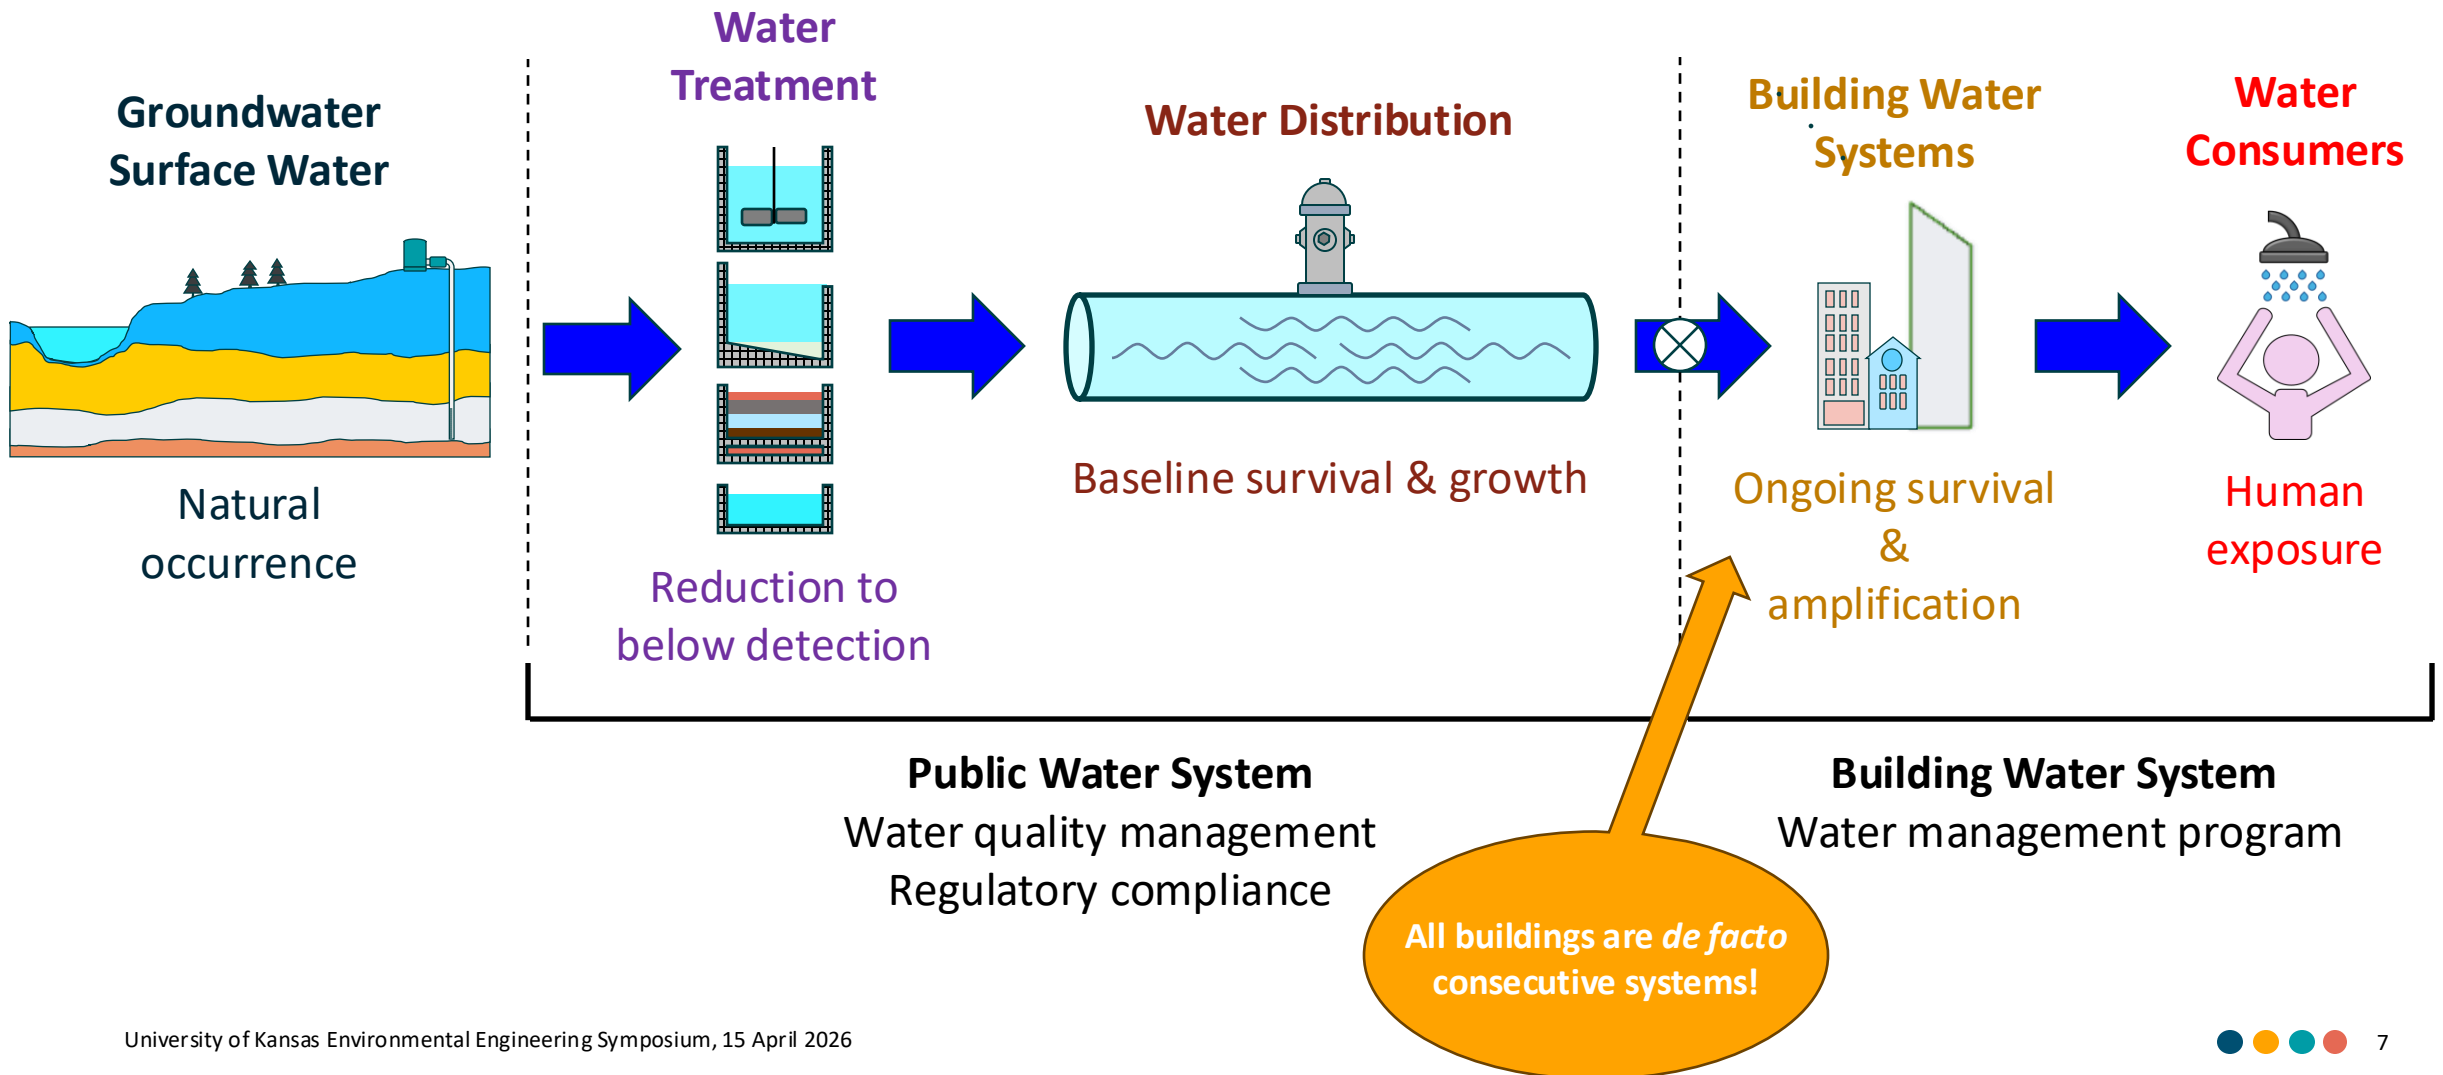 Groundwater
Surface Water
Natural
occurrence
Water
Treatment
Reduction to
below detection
Water Distribution
Baseline survival & growth
Building Water
Systems
Ongoing survival
&
amplification
Water
Consumers
Human
exposure
Public Water System
Water quality management
Regulatory compliance
Building Water System
Water management program
All buildings are de facto
consecutive systems!
University of Kansas Environmental Engineering Symposium, 15 April 2026
7